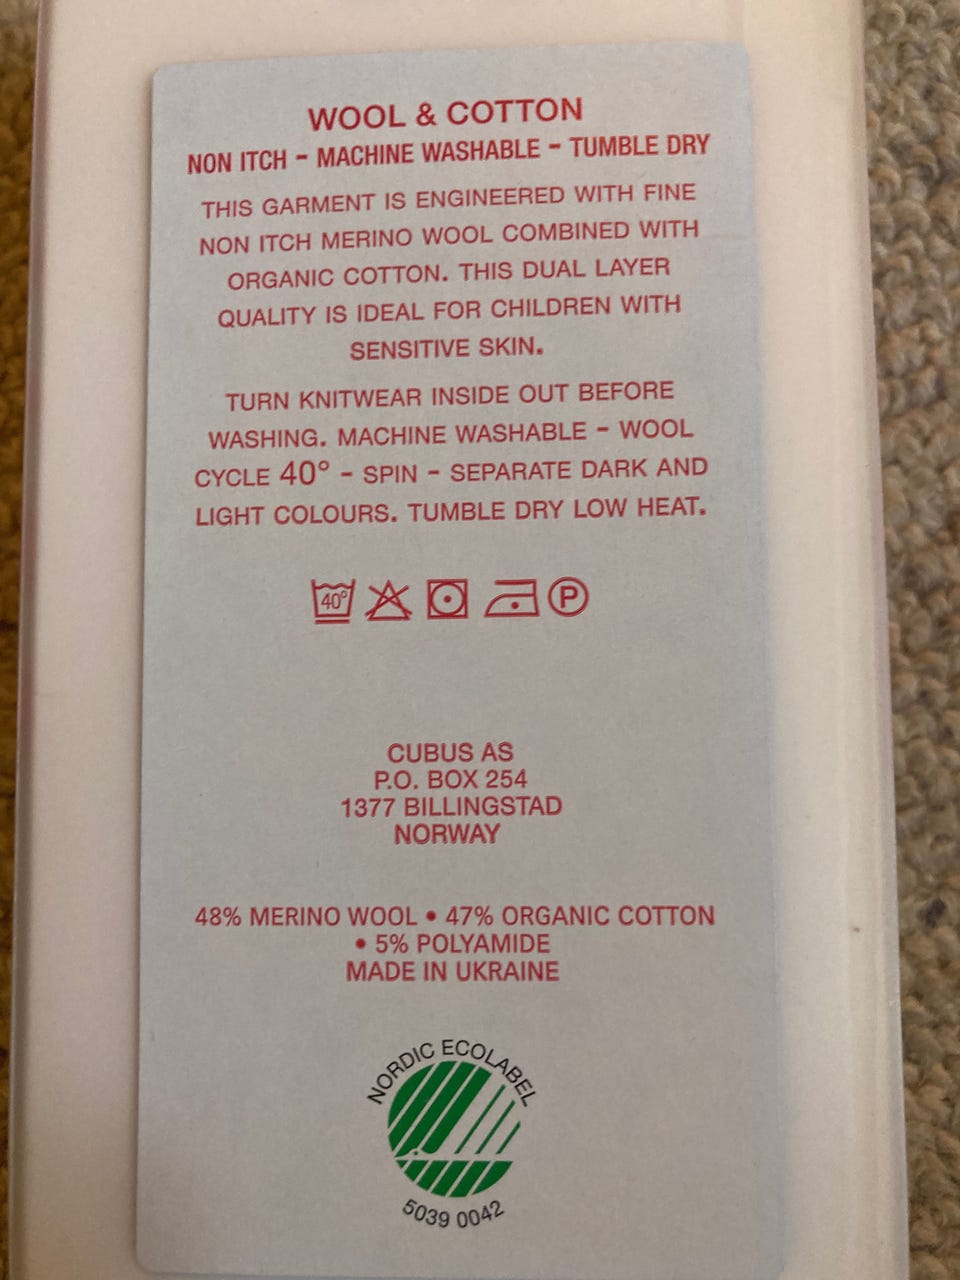 WOOL & COTTON
NON ITCH - MACHINE WASHABLE - TUMBLE DRY
THIS GARMENT IS ENGINEERED WITH FINE
NON ITCH MERINO WOOL COMBINED WITH
ORGANIC COTTON. THIS DUAL LAYER
QUALITY IS IDEAL FOR CHILDREN WITH
SENSITIVE SKIN.
TURN KNITWEAR INSIDE OUT BEFORE
WASHING. MACHINE WASHABLE - WOOL
CYCLE 40° - SPIN - SEPARATE DARK AND
LIGHT COLOURS. TUMBLE DRY LOW HEAT.
40° P
CUBUS AS
P.O. BOX 254
1377 BILLINGSTAD
NORWAY
48% MERINO WOOL • 47% ORGANIC COTTON
• 5% POLYAMIDE
MADE IN UKRAINE
NORDIC ECOLABEL
5039 0042